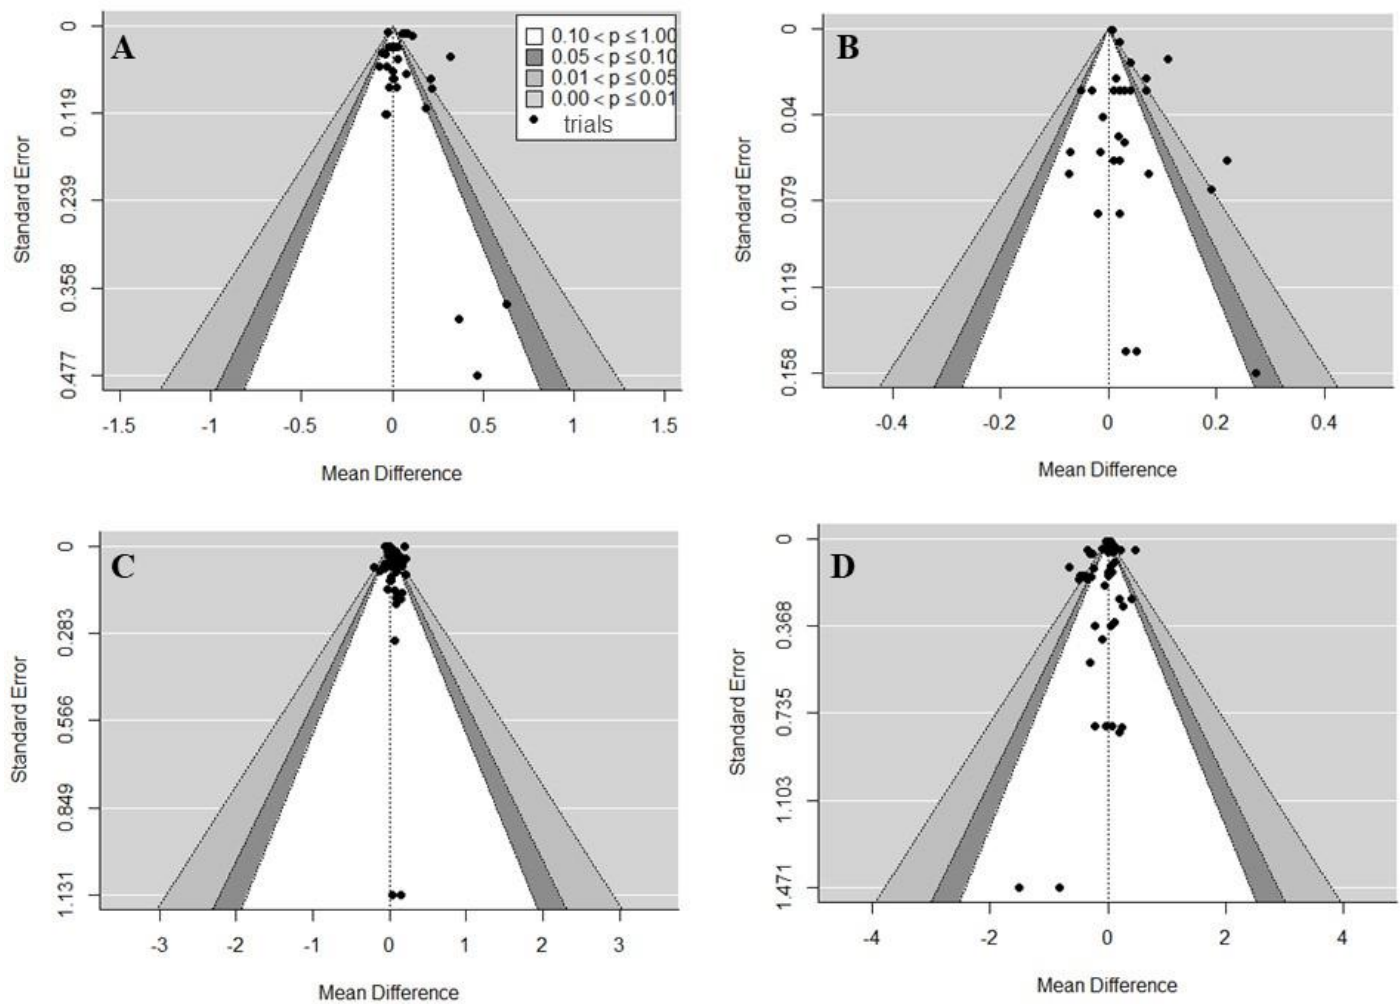 A
0
0.119
0.239
0.358
0.477
Standard Error
0.10 < p ≤ 1.00
0.05 < p ≤ 0.10
0.01 < p ≤ 0.05
0.00 < p ≤ 0.01
trials
-1.5 -1 -0.5 0 0.5 1 1.5
Mean Difference
B
0
0.04
0.079
0.119
0.158
Standard Error
-0.4 -0.2 0 0.2 0.4
Mean Difference
C
0
0.283
0.566
0.849
1.131
Standard Error
-3 -2 -1 0 1 2 3
Mean Difference
D
0
0.368
0.735
1.103
1.471
Standard Error
-4 -2 0 2 4
Mean Difference